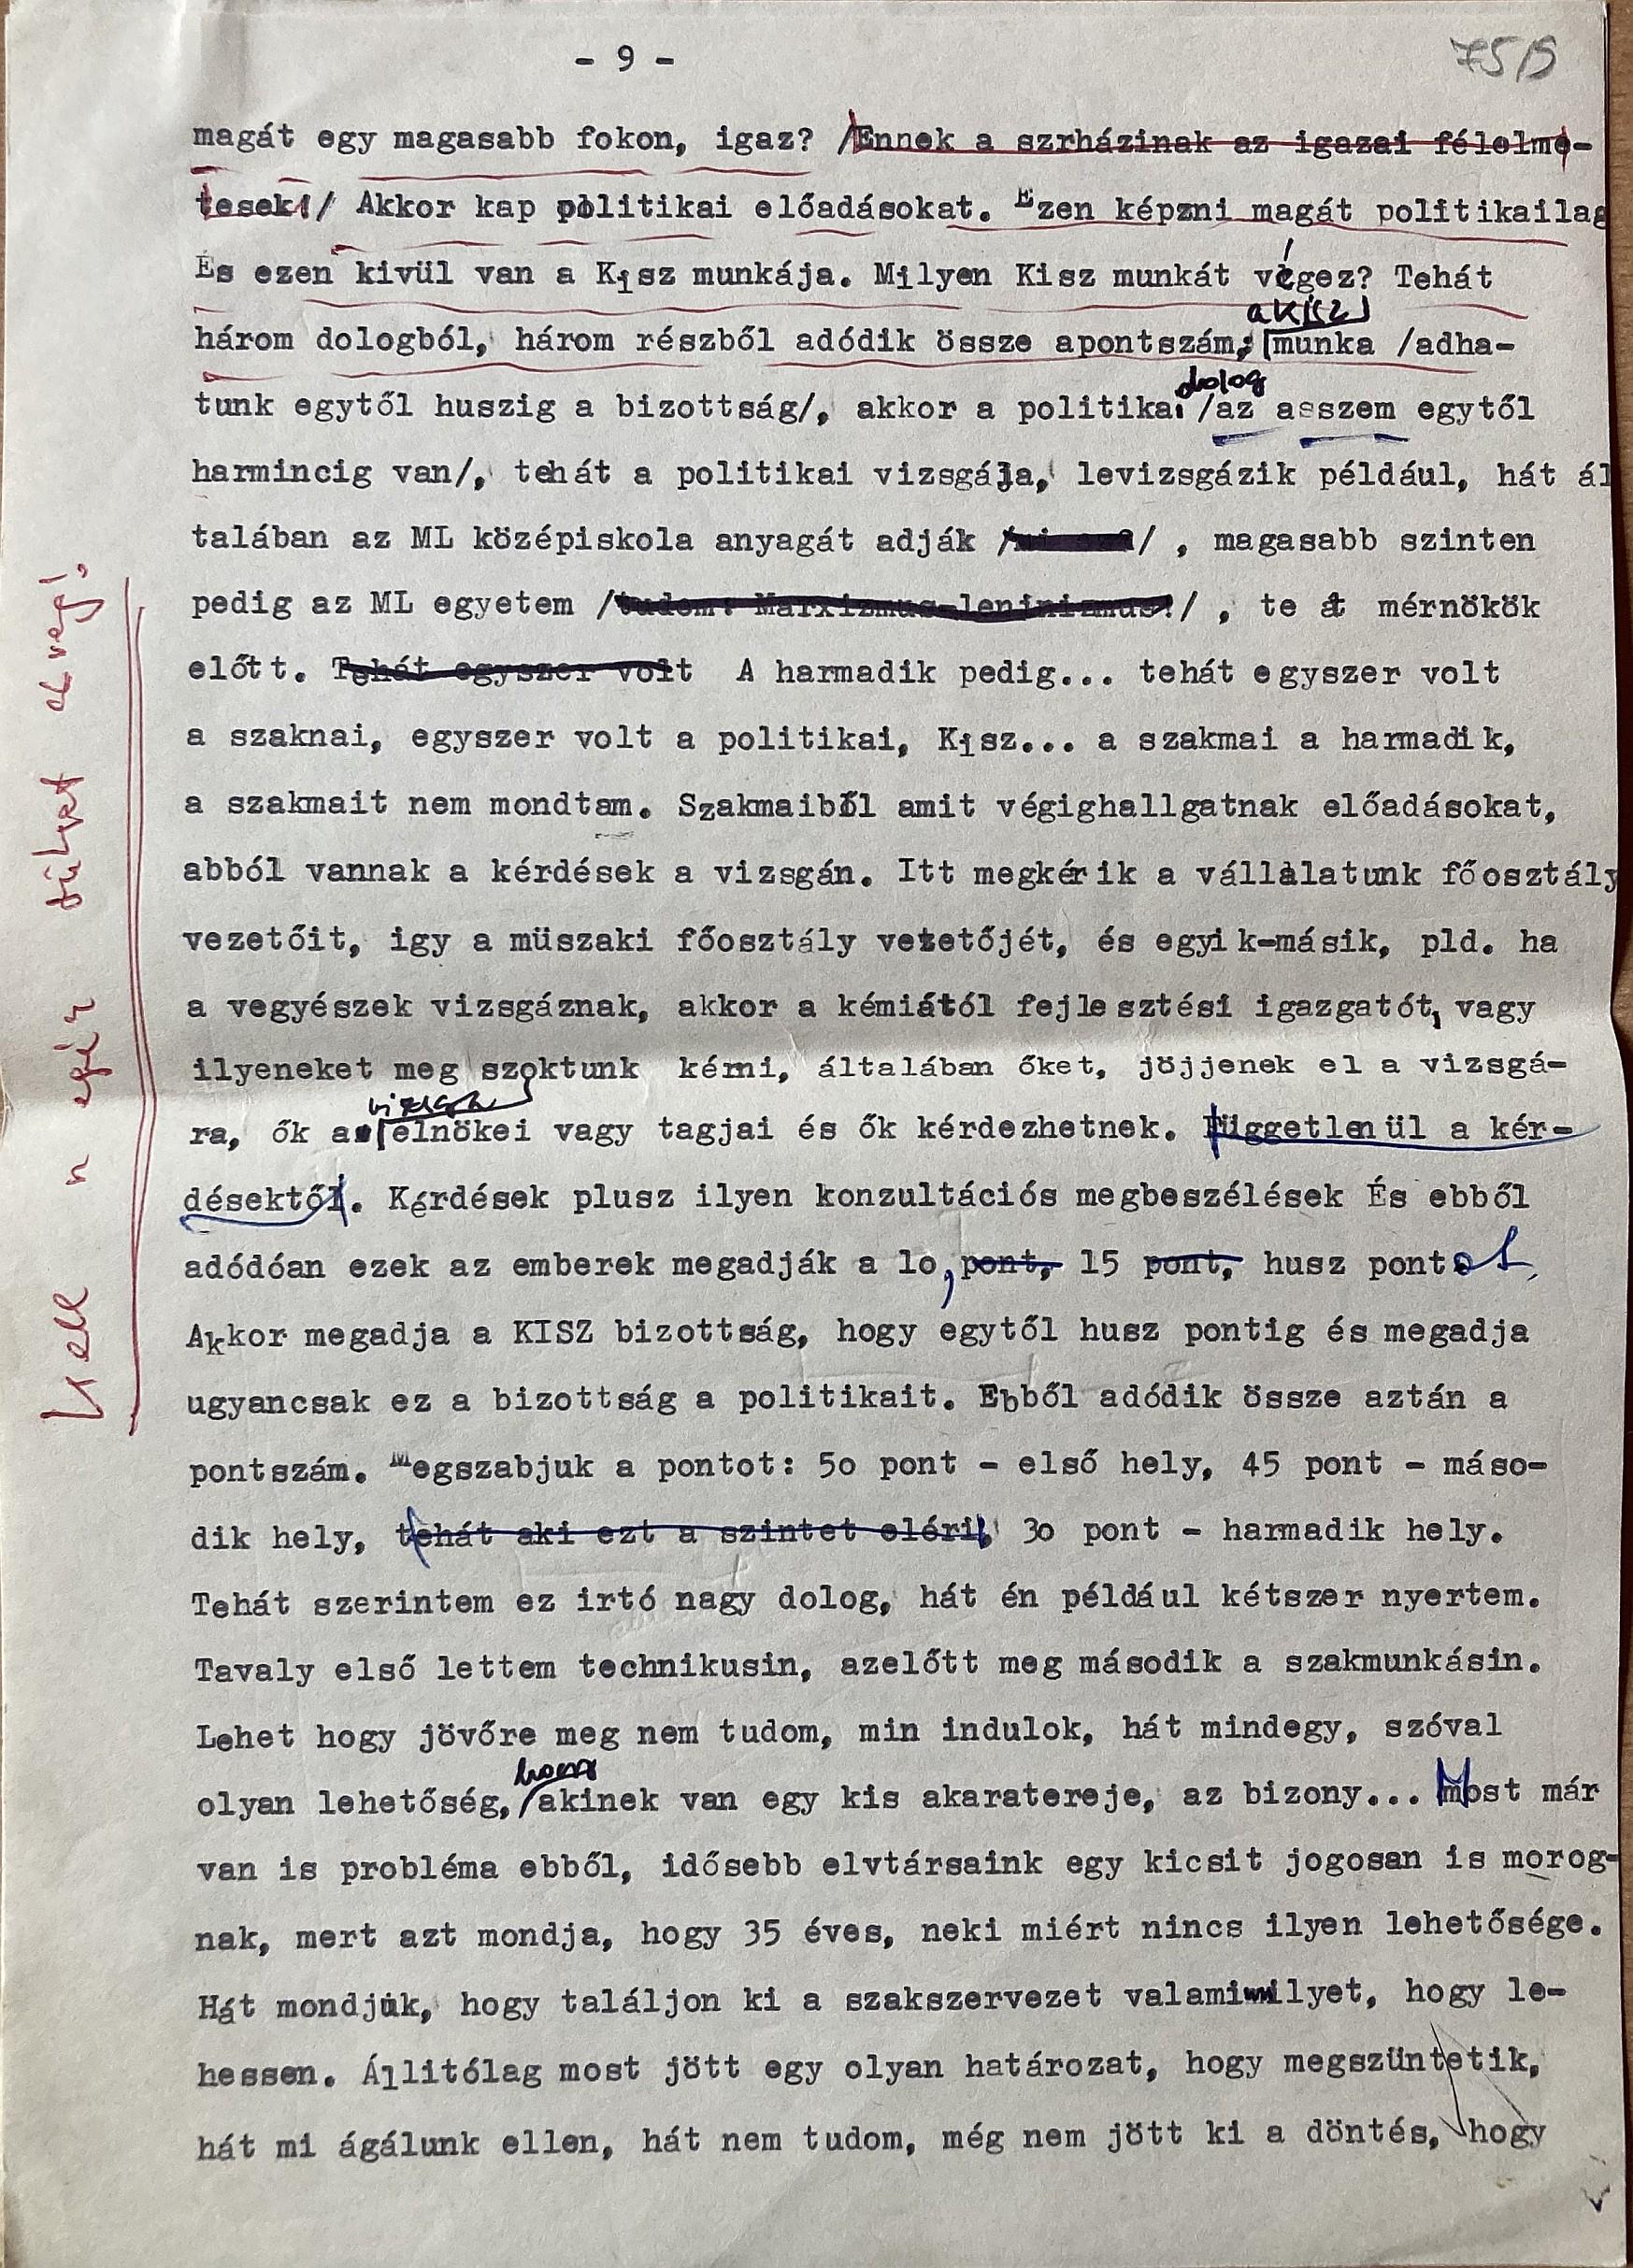 - 9 -
75/9
magát egy magasabb fokon, igaz? /Ennek a szrházinak az igazai félelme-
tesek!/ Akkor kap politikai előadásokat. Ezen képzni magát politikailag
És ezen kivül van a Kisz munkája. Milyen Kisz munkát végez? Tehát
a Kisz
három dologból, három részből adódik össze apontszám, munka /adha-
dolog
tunk egytől huszig a bizottság/, akkor a politikai /az asszem egytől
harmincig van/, tehát a politikai vizsgája, levizsgázik például, hát ál
talában az ML középiskola anyagát adják / / , magasabb szinten
pedig az ML egyetem /tudom: Marxizmus-leninizmus!/ , te át mérnökök
előtt. Tehát egyszer volt A harmadik pedig... tehát egyszer volt
a szaknai, egyszer volt a politikai, Kisz... a szakmai a harmadik,
a szakmait nem mondtam. Szakmaiból amit végighallgatnak előadásokat,
abból vannak a kérdések a vizsgán. Itt megkérik a vállalatunk főosztály
vezetőit, igy a müszaki főosztály vezetőjét, és egyik-másik, pld. ha
a vegyészek vizsgáznak, akkor a kémiától fejlesztési igazgatót, vagy
ilyeneket meg szoktunk kérni, általában őket, jöjjenek el a vizsgá-
vizsga
ra, ők a elnökei vagy tagjai és ők kérdezhetnek. Függetlenül a kér-
désektől. Kérdések plusz ilyen konzultációs megbeszélések És ebből
adódóan ezek az emberek megadják a lo, pont, 15 pont, husz pontot
Akkor megadja a KISZ bizottság, hogy egytől husz pontig és megadja
ugyancsak ez a bizottság a politikait. Ebből adódik össze aztán a
pontszám. Megszabjuk a pontot: 5o pont - első hely, 45 pont - máso-
dik hely, tehát aki ezt a szintet eléri, 3o pont - harmadik hely.
Tehát szerintem ez irtó nagy dolog, hát én például kétszer nyertem.
Tavaly első lettem technikusin, azelőtt meg második a szakmunkásin.
Lehet hogy jövőre meg nem tudom, min indulok, hát mindegy, szóval
hogy
olyan lehetőség, akinek van egy kis akaratereje, az bizony... Most már
van is probléma ebből, idősebb elvtársaink egy kicsit jogosan is morog-
nak, mert azt mondja, hogy 35 éves, neki miért nincs ilyen lehetősége.
Hát mondjuk, hogy találjon ki a szakszervezet valamimilyet, hogy le-
hessen. Állitólag most jött egy olyan határozat, hogy megszüntetik,
hát mi ágálunk ellen, hát nem tudom, még nem jött ki a döntés, hogy